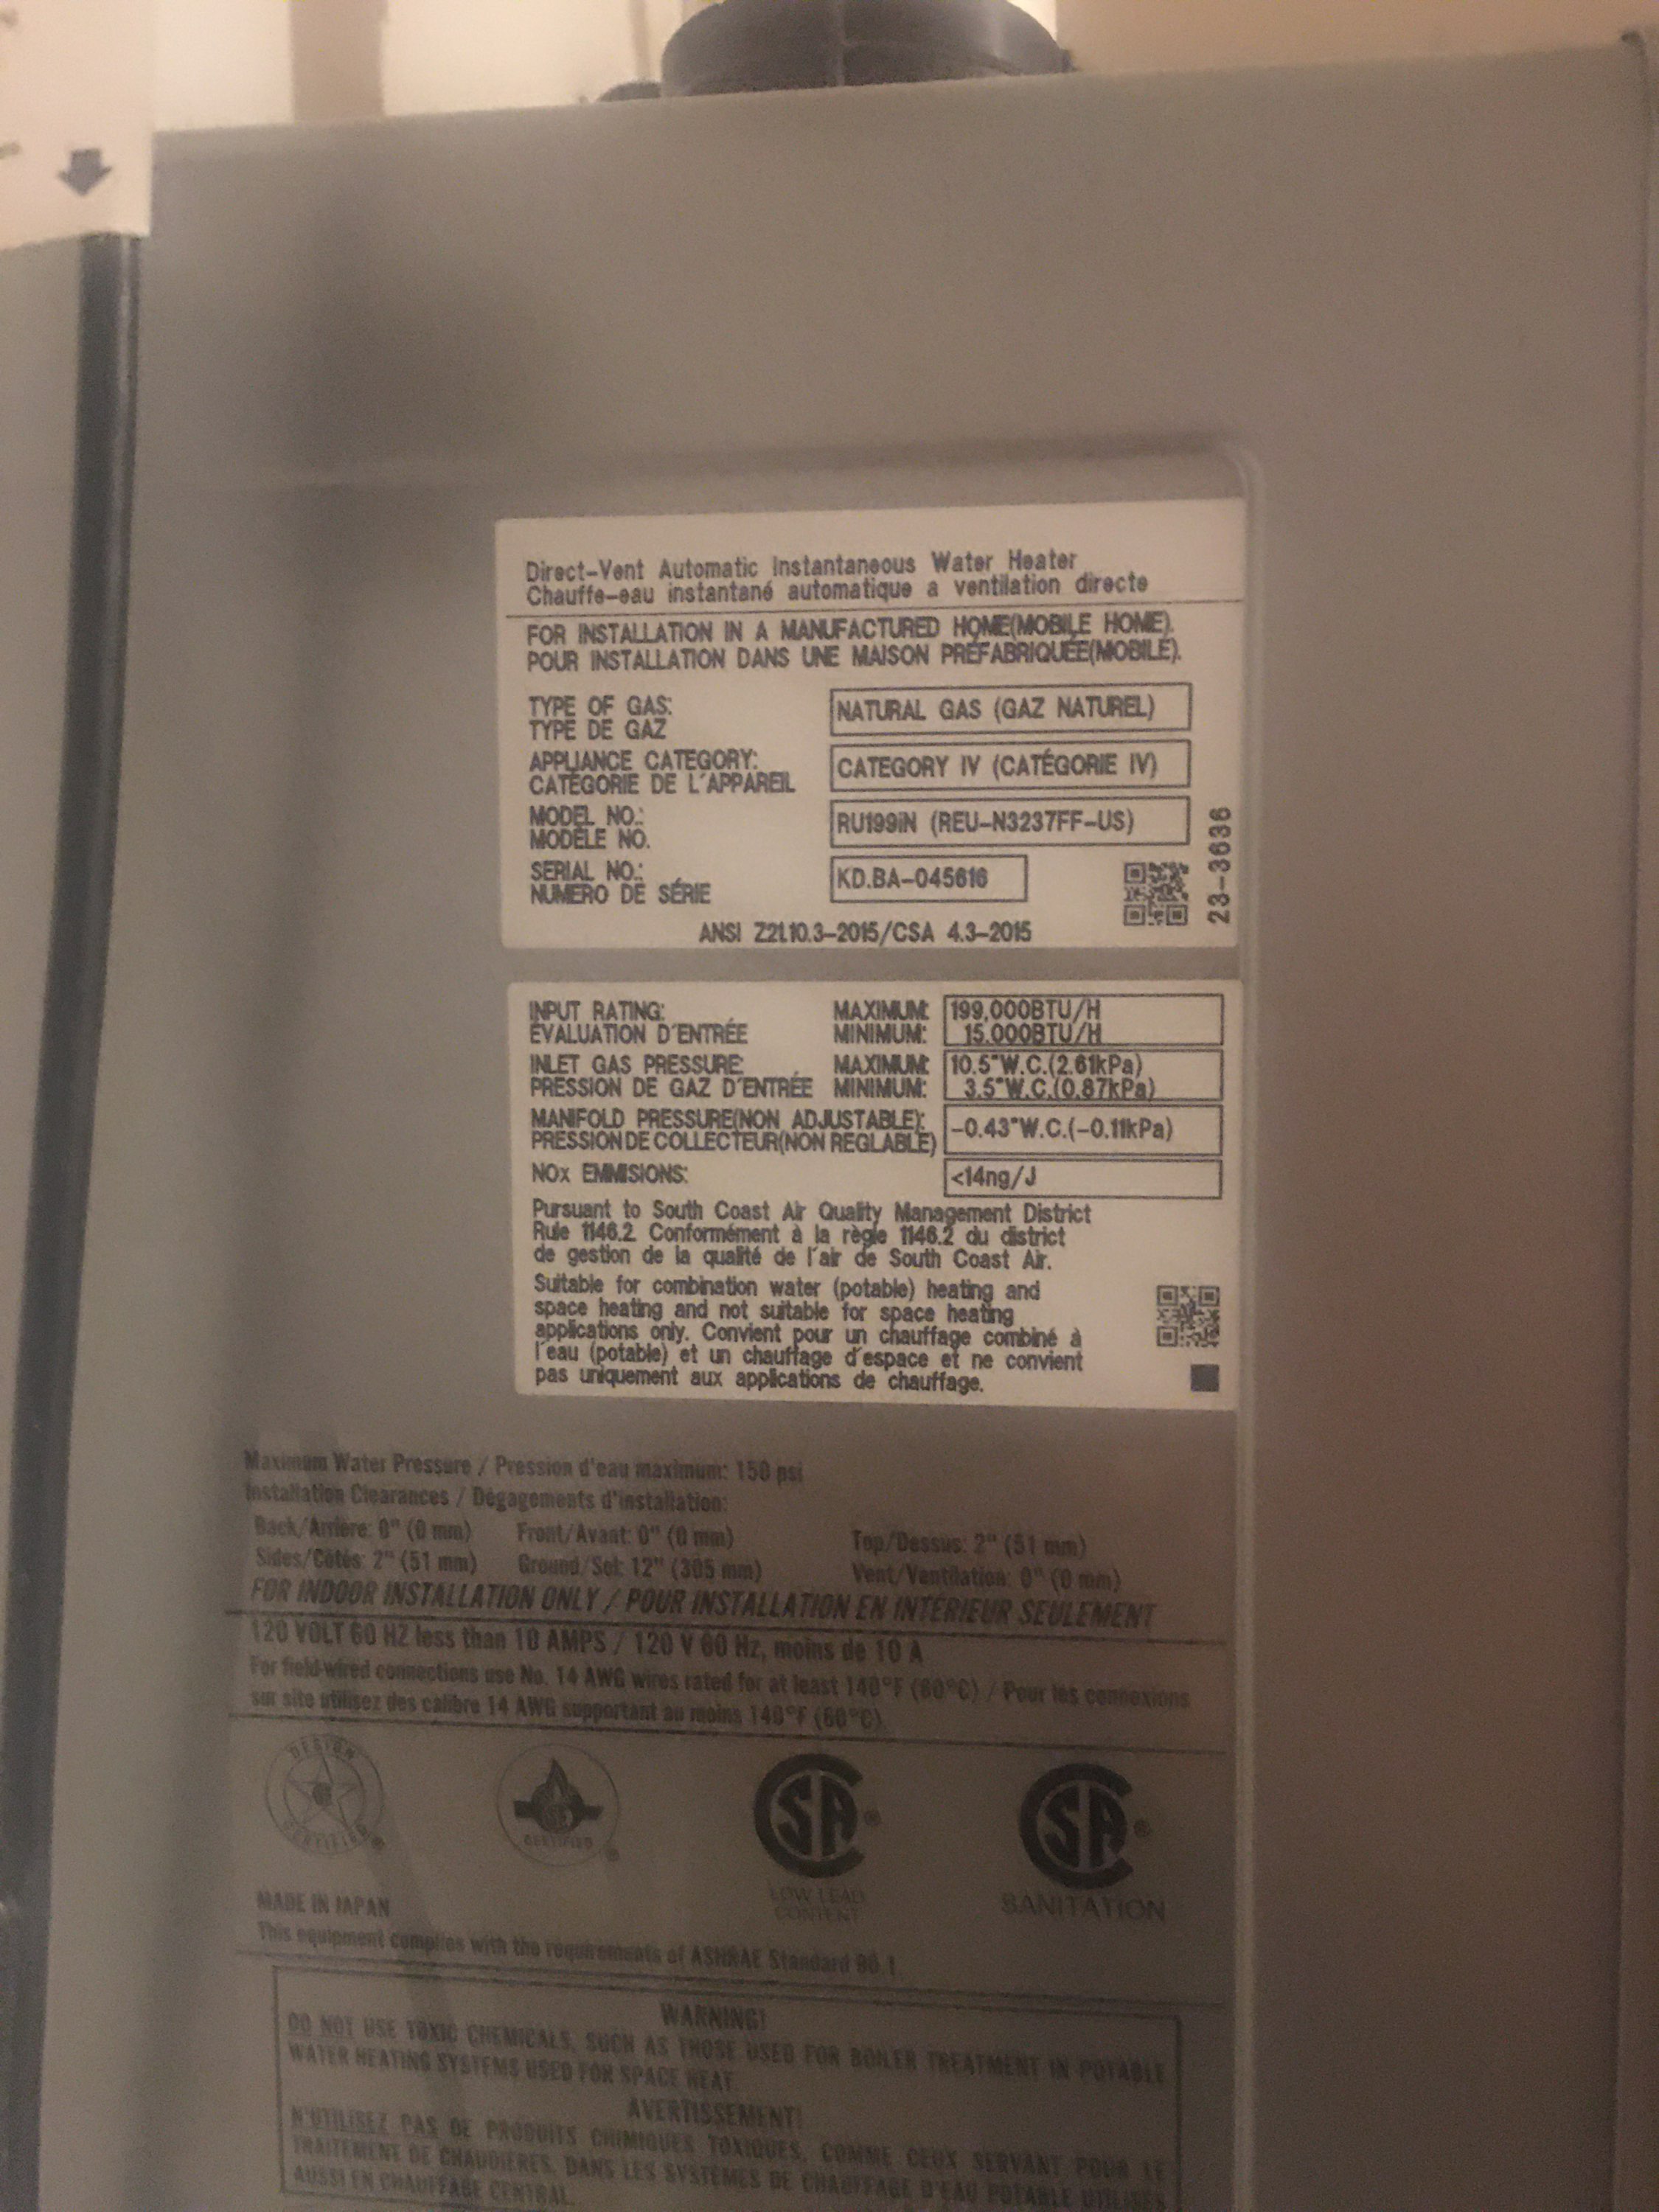 Direct-Vent Automatic Instantaneous Water Heater
Chauffe-eau instantané automatique a ventilation directe
FOR INSTALLATION IN A MANUFACTURED HOME(MOBILE HOME).
POUR INSTALLATION DANS UNE MAISON PRÉFABRIQUÉE(MOBILE).
TYPE OF GAS:
TYPE DE GAZ
NATURAL GAS (GAZ NATUREL)
APPLIANCE CATEGORY:
CATÉGORIE DE L'APPAREIL
CATEGORY IV (CATÉGORIE IV)
MODEL NO.:
MODÈLE NO.
RU199iN (REU-N3237FF-US)
SERIAL NO.:
NUMÉRO DE SÉRIE
KD.BA-045616
23-3636
ANSI Z21.10.3-2015/CSA 4.3-2015
INPUT RATING: MAXIMUM: 199,000BTU/H
ÉVALUATION D'ENTRÉE MINIMUM: 15,000BTU/H
INLET GAS PRESSURE: MAXIMUM: 10.5"W.C.(2.61kPa)
PRESSION DE GAZ D'ENTRÉE MINIMUM: 3.5"W.C.(0.87kPa)
MANIFOLD PRESSURE(NON ADJUSTABLE):
PRESSION DE COLLECTEUR(NON REGLABLE)
-0.43"W.C.(-0.11kPa)
NOx EMMISIONS: <14ng/J
Pursuant to South Coast Air Quality Management District
Rule 1146.2. Conformément à la règle 1146.2 du district
de gestion de la qualité de l'air de South Coast Air.
Suitable for combination water (potable) heating and
space heating and not suitable for space heating
applications only. Convient pour un chauffage combiné à
l'eau (potable) et un chauffage d'espace et ne convient
pas uniquement aux applications de chauffage.
Maximum Water Pressure / Pression d'eau maximum: 150 psi
Installation Clearances / Dégagements d'installation:
Back/Arrière: 0" (0 mm) Front/Avant: 0" (0 mm) Top/Dessus: 2" (51 mm)
Sides/Côtés: 2" (51 mm) Ground/Sol: 12" (305 mm) Vent/Ventilation: 0" (0 mm)
FOR INDOOR INSTALLATION ONLY / POUR INSTALLATION EN INTÉRIEUR SEULEMENT
120 VOLT 60 HZ less than 10 AMPS / 120 V 60 Hz, moins de 10 A
For field-wired connections use No. 14 AWG wires rated for at least 140°F (60°C) / Pour les connexions
sur site utilisez des calibre 14 AWG supportant au moins 140°F (60°C)
DESIGN CERTIFIED
CERTIFIED
SA
LOW LEAD
CONTENT
SA
SANITATION
MADE IN JAPAN
This equipment complies with the requirements of ASHRAE Standard 90.1.
WARNING!
DO NOT USE TOXIC CHEMICALS, SUCH AS THOSE USED FOR BOILER TREATMENT IN POTABLE
WATER HEATING SYSTEMS USED FOR SPACE HEAT.
AVERTISSEMENT!
N'UTILISEZ PAS DE PRODUITS CHIMIQUES TOXIQUES, COMME CEUX SERVANT POUR LE
TRAITEMENT DE CHAUDIÈRES, DANS LES SYSTÈMES DE CHAUFFAGE D'EAU POTABLE UTILISÉS
AUSSI EN CHAUFFAGE CENTRAL.